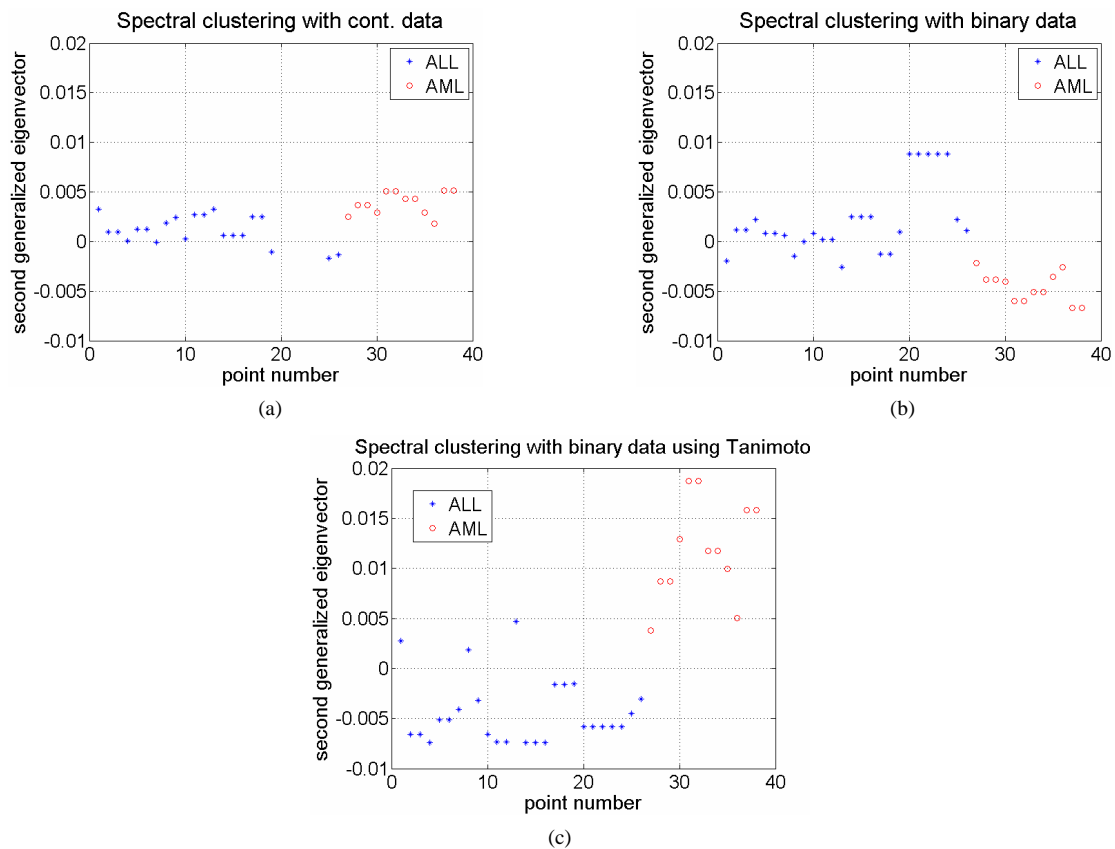 Spectral clustering with cont. data
0.02
0.015
0.01
0.005
0
-0.005
-0.01
second generalized eigenvector
ALL
AML
0
10
20
30
40
point number
(a)
Spectral clustering with binary data
0.02
0.015
0.01
0.005
0
-0.005
-0.01
second generalized eigenvector
ALL
AML
0
10
20
30
40
point number
(b)
Spectral clustering with binary data using Tanimoto
0.02
0.015
0.01
0.005
0
-0.005
-0.01
second generalized eigenvector
ALL
AML
0
10
20
30
40
point number
(c)